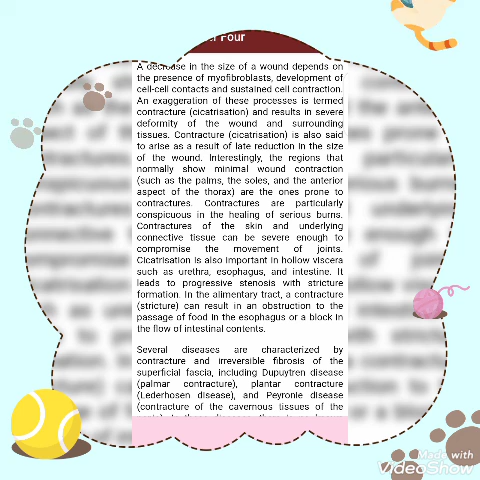 Four
A decrease in the size of a wound depends on
the presence of myofibroblasts, development of
cell-cell contacts and sustained cell contraction.
An exaggeration of these processes is termed
contracture (cicatrisation) and results in severe
deformity of the wound and surrounding
tissues. Contracture (cicatrisation) is also said
to arise as a result of late reduction in the size
of the wound. Interestingly, the regions that
normally show minimal wound contraction
(such as the palms, the soles, and the anterior
aspect of the thorax) are the ones prone to
contractures. Contractures are particularly
conspicuous in the healing of serious burns.
Contractures of the skin and underlying
connective tissue can be severe enough to
compromise the movement of joints.
Cicatrisation is also important in hollow viscera
such as urethra, esophagus, and intestine. It
leads to progressive stenosis with stricture
formation. In the alimentary tract, a contracture
(stricture) can result in an obstruction to the
passage of food in the esophagus or a block in
the flow of intestinal contents.
Several diseases are characterized by
contracture and irreversible fibrosis of the
superficial fascia, including Dupuytren disease
(palmar contracture), plantar contracture
(Lederhosen disease), and Peyronie disease
(contracture of the cavernous tissues of the
Made with
VideoShow